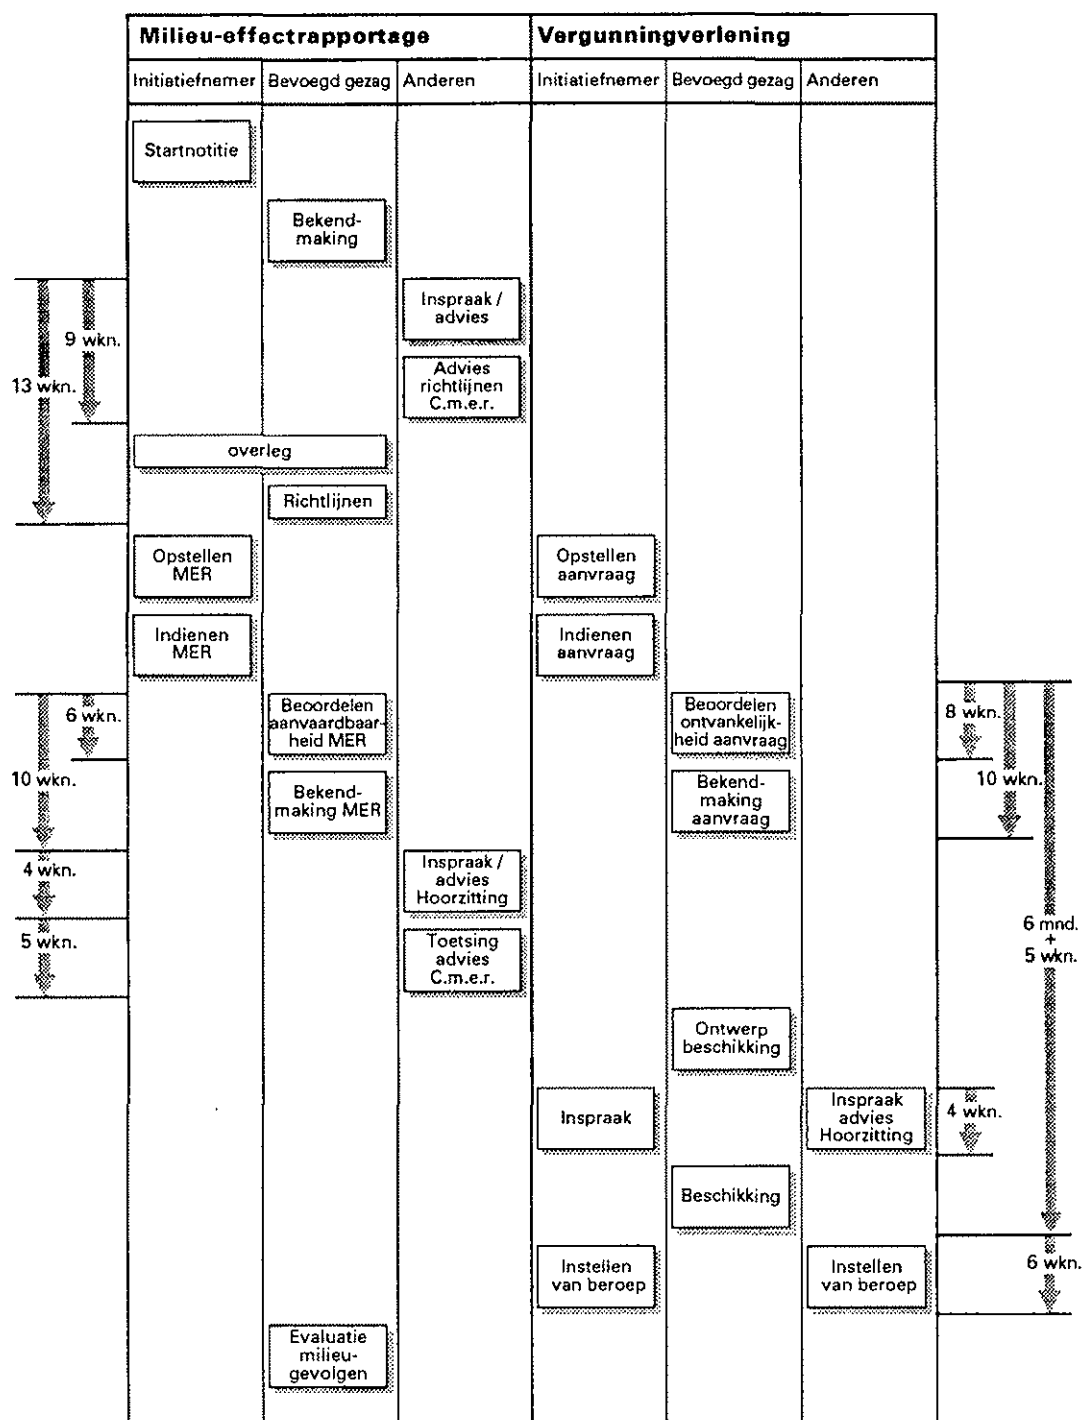 Milieu-effectrapportage
Vergunningverlening
Initiatiefnemer
Bevoegd gezag
Anderen
Initiatiefnemer
Bevoegd gezag
Anderen
Startnotitie
Bekend-
making
Inspraak /
advies
9 wkn.
13 wkn.
Advies
richtlijnen
C.m.e.r.
overleg
Richtlijnen
Opstellen
MER
Opstellen
aanvraag
Indienen
MER
Indienen
aanvraag
6 wkn.
Beoordelen
aanvaardbaar-
heid MER
Beoordelen
ontvankelijk-
heid aanvraag
8 wkn.
10 wkn.
Bekend-
making MER
Bekend-
making
aanvraag
10 wkn.
4 wkn.
Inspraak /
advies
Hoorzitting
5 wkn.
Toetsing
advies
C.m.e.r.
6 mnd.
+
5 wkn.
Ontwerp
beschikking
Inspraak
Inspraak
advies
Hoorzitting
4 wkn.
Beschikking
Instellen
van beroep
Instellen
van beroep
6 wkn.
Evaluatie
milieu-
gevolgen